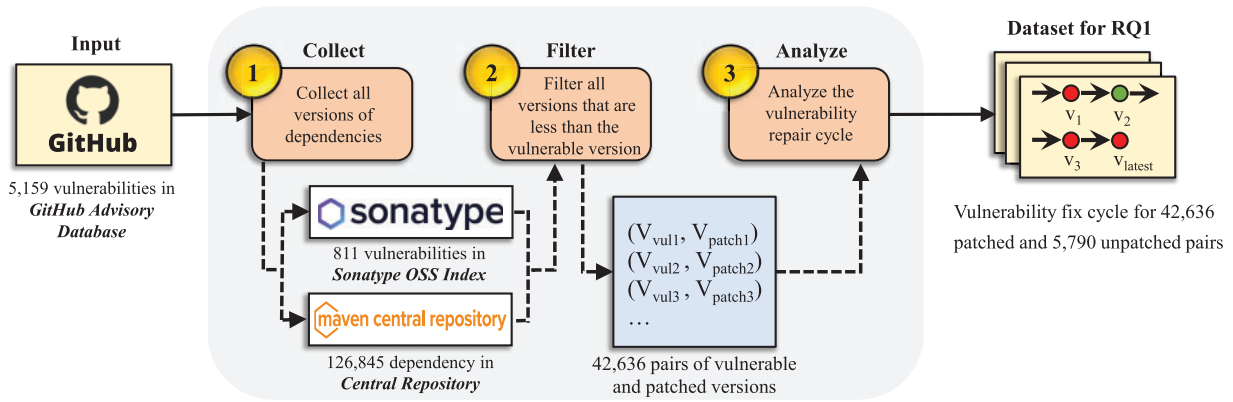 Input
GitHub
5,159 vulnerabilities in
GitHub Advisory
Database
Collect
1
Collect all
versions of
dependencies
sonatype
811 vulnerabilities in
Sonatype OSS Index
maven central repository
126,845 dependency in
Central Repository
Filter
2
Filter all
versions that are
less than the
vulnerable version
(Vvul1 , Vpatch1)
(Vvul2 , Vpatch2)
(Vvul3 , Vpatch3)
…
42,636 pairs of vulnerable
and patched versions
Analyze
3
Analyze the
vulnerability
repair cycle
Dataset for RQ1
v1 v2
v3 vlatest
Vulnerability fix cycle for 42,636
patched and 5,790 unpatched pairs